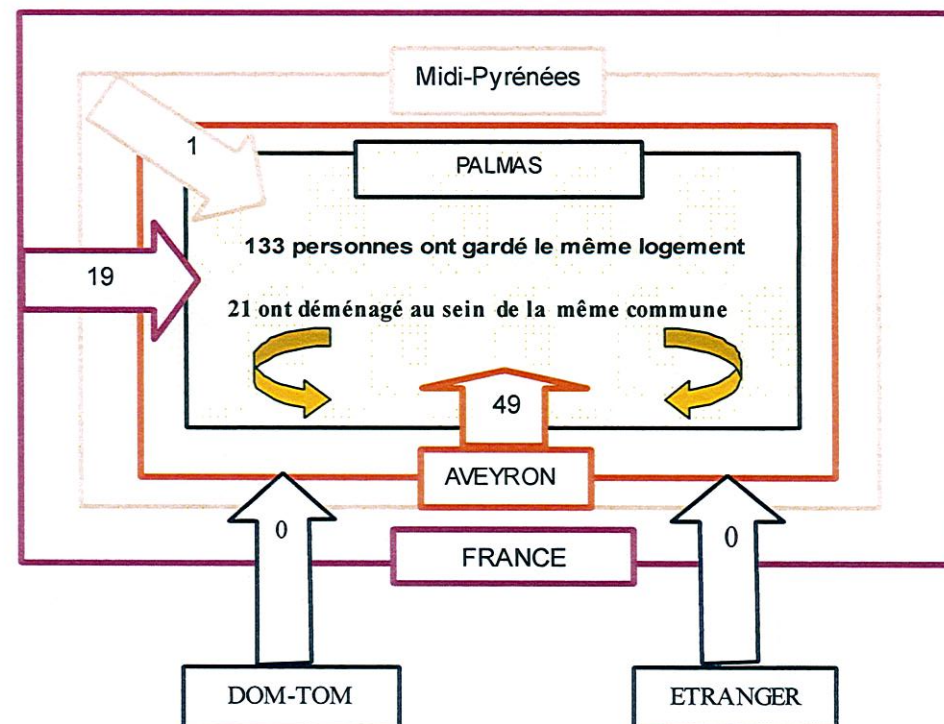 Midi-Pyrénées
1
PALMAS
133 personnes ont gardé le même logement
19
21 ont déménagé au sein de la même commune
49
AVEYRON
0
0
FRANCE
DOM-TOM
ETRANGER